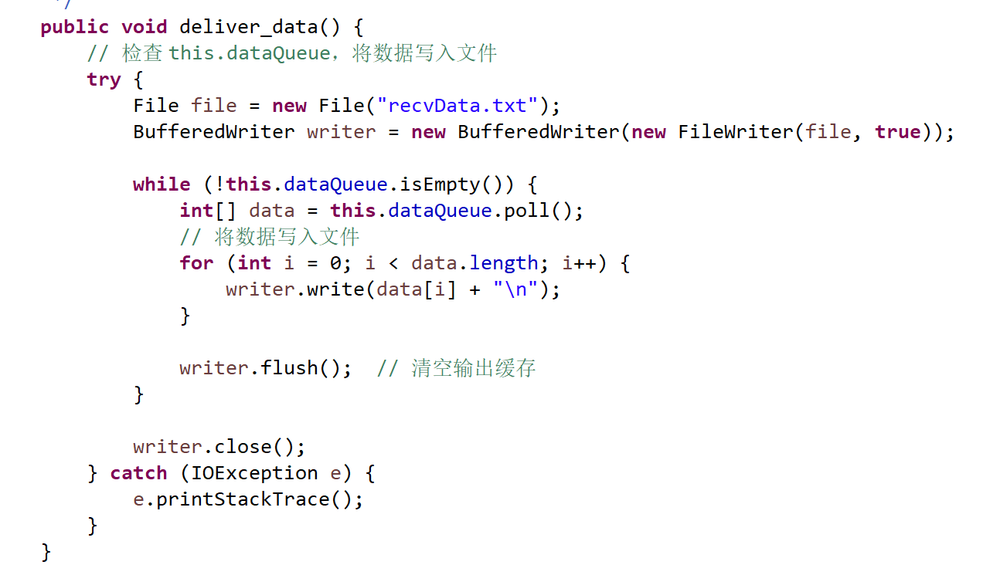 */
public void deliver_data() {
// 检查 this.dataQueue，将数据写入文件
try {
File file = new File("recvData.txt");
BufferedWriter writer = new BufferedWriter(new FileWriter(file, true));
while (!this.dataQueue.isEmpty()) {
int[] data = this.dataQueue.poll();
// 将数据写入文件
for (int i = 0; i < data.length; i++) {
writer.write(data[i] + "\n");
}
writer.flush();  // 清空输出缓存
}
writer.close();
} catch (IOException e) {
e.printStackTrace();
}
}